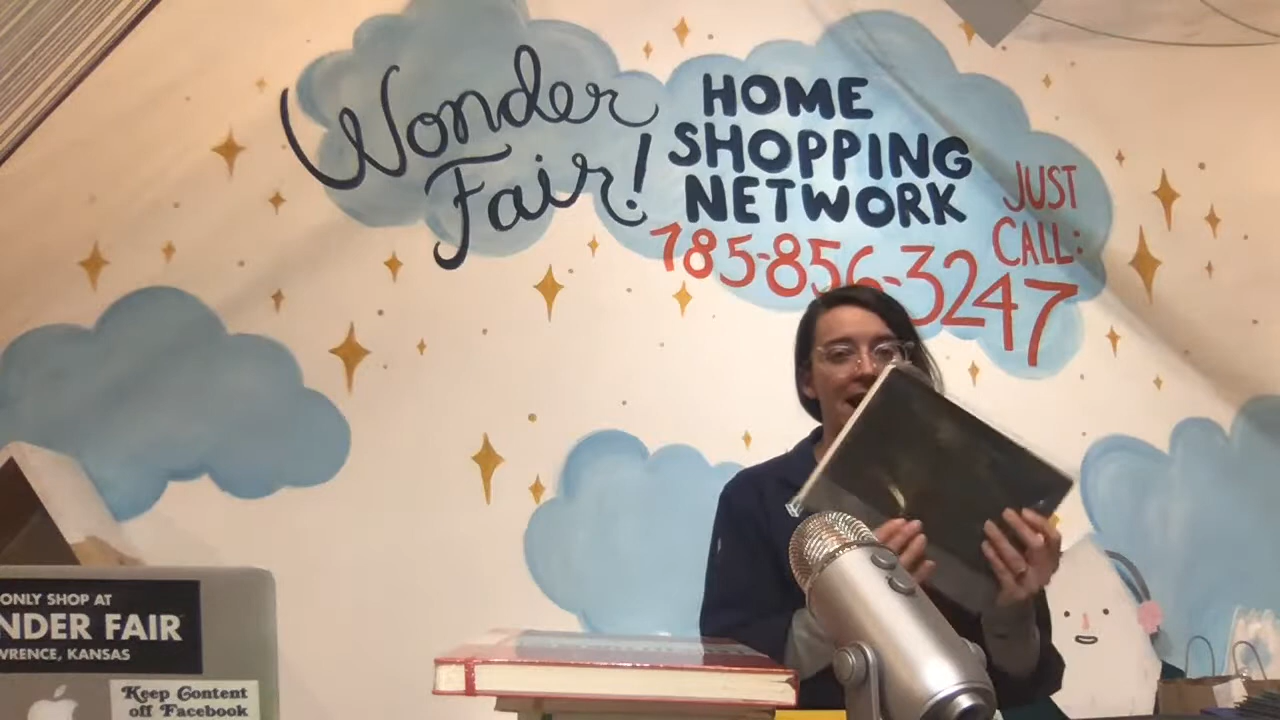 Wonder
Fair!
HOME
SHOPPING
NETWORK
JUST
CALL:
785-856-3247
ONLY SHOP AT
NDER FAIR
WRENCE, KANSAS
Keep Content
off Facebook